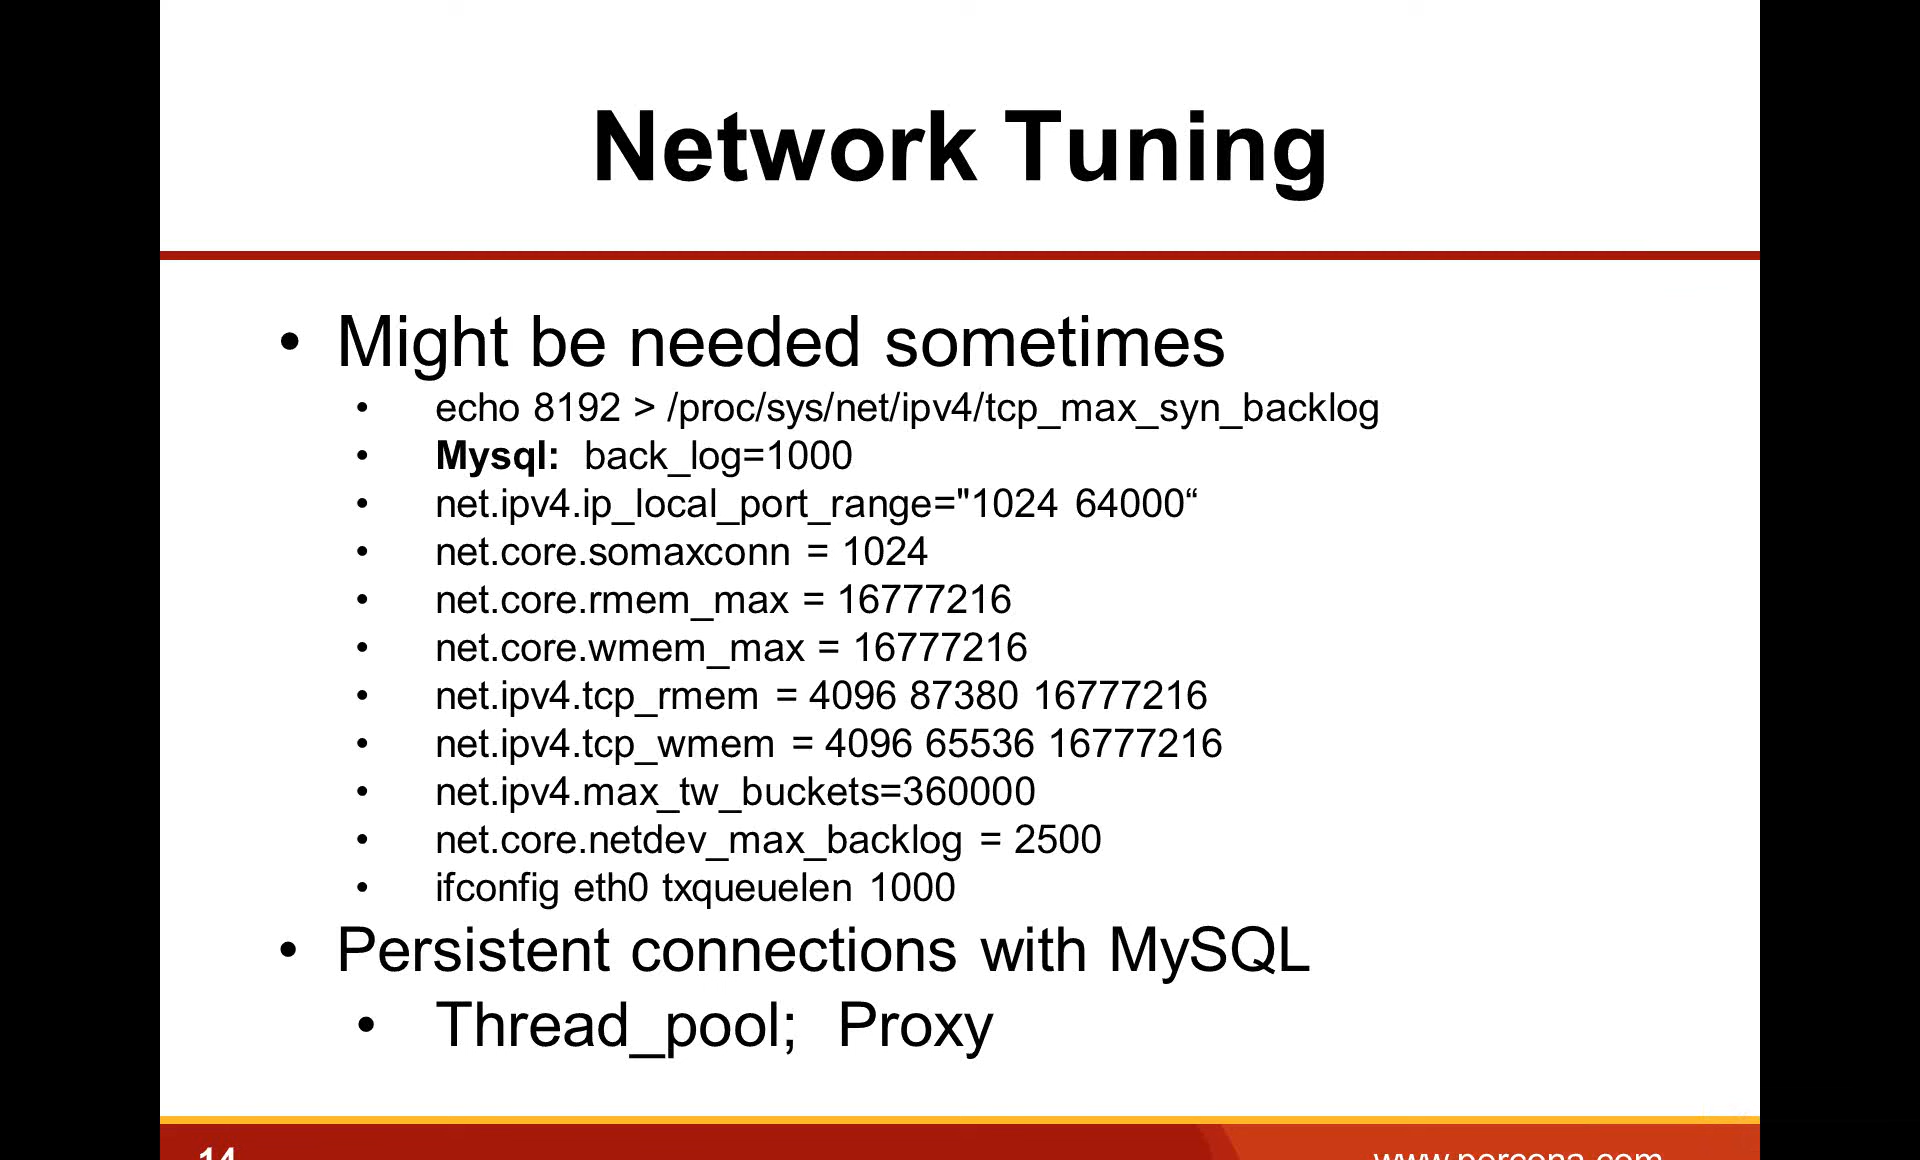 Network Tuning
• Might be needed sometimes
• echo 8192 > /proc/sys/net/ipv4/tcp_max_syn_backlog
• Mysql: back_log=1000
• net.ipv4.ip_local_port_range="1024 64000“
• net.core.somaxconn = 1024
• net.core.rmem_max = 16777216
• net.core.wmem_max = 16777216
• net.ipv4.tcp_rmem = 4096 87380 16777216
• net.ipv4.tcp_wmem = 4096 65536 16777216
• net.ipv4.max_tw_buckets=360000
• net.core.netdev_max_backlog = 2500
• ifconfig eth0 txqueuelen 1000
• Persistent connections with MySQL
• Thread_pool; Proxy
14 www.percona.com